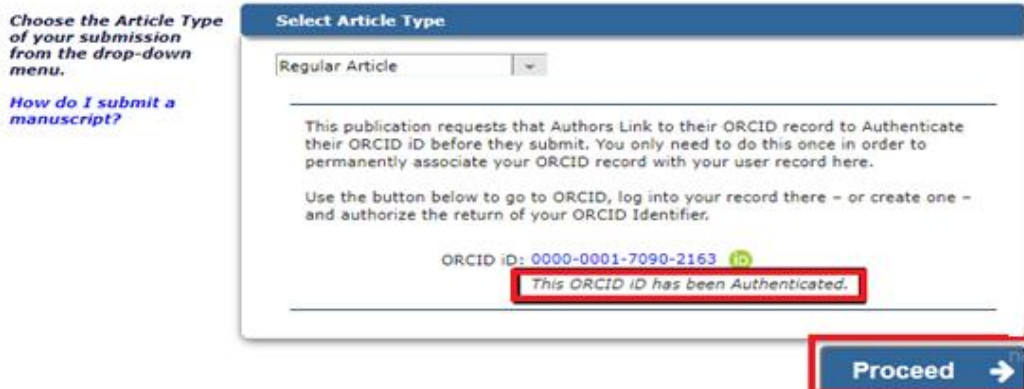 Choose the Article Type
of your submission
from the drop-down
menu.
How do I submit a
manuscript?
Select Article Type
Regular Article
This publication requests that Authors Link to their ORCID record to Authenticate
their ORCID iD before they submit. You only need to do this once in order to
permanently associate your ORCID record with your user record here.
Use the button below to go to ORCID, log into your record there – or create one –
and authorize the return of your ORCID Identifier.
ORCID iD: 0000-0001-7090-2163 iD
This ORCID iD has been Authenticated.
Proceed